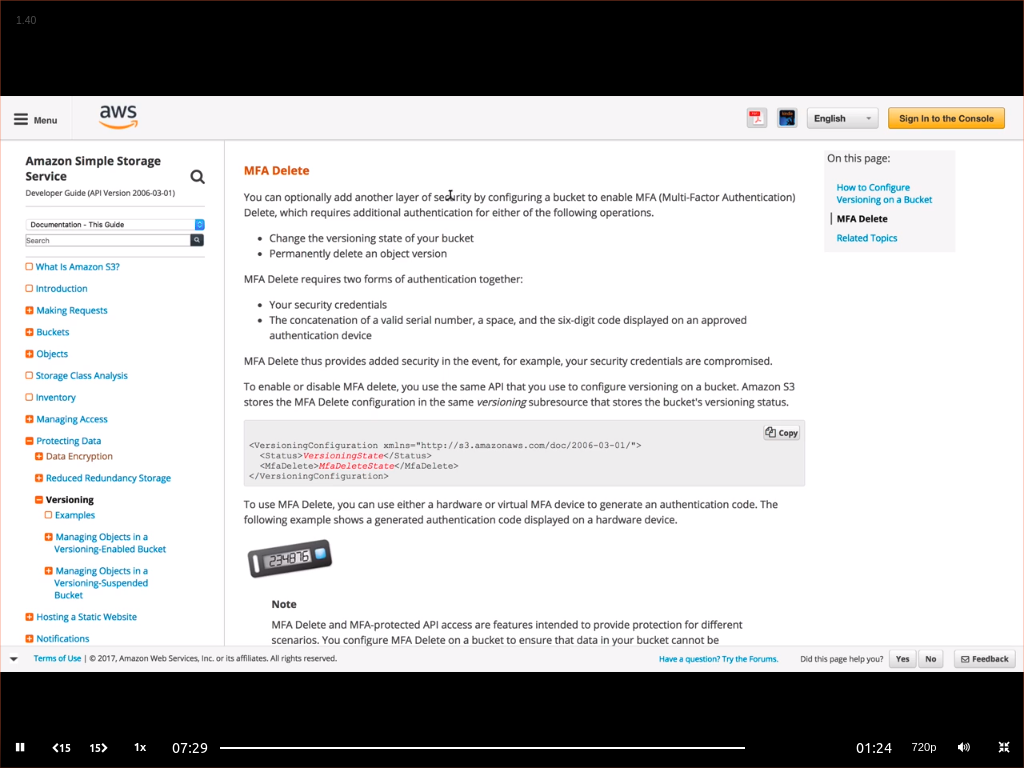 1.40
Menu
aws
English
Sign In to the Console
Amazon Simple Storage
Service
Developer Guide (API Version 2006-03-01)
Documentation - This Guide
Search
What Is Amazon S3?
Introduction
Making Requests
Buckets
Objects
Storage Class Analysis
Inventory
Managing Access
Protecting Data
Data Encryption
Reduced Redundancy Storage
Versioning
Examples
Managing Objects in a
Versioning-Enabled Bucket
Managing Objects in a
Versioning-Suspended
Bucket
Hosting a Static Website
Notifications
MFA Delete
You can optionally add another layer of security by configuring a bucket to enable MFA (Multi-Factor Authentication)
Delete, which requires additional authentication for either of the following operations.
• Change the versioning state of your bucket
• Permanently delete an object version
MFA Delete requires two forms of authentication together:
• Your security credentials
• The concatenation of a valid serial number, a space, and the six-digit code displayed on an approved
authentication device
MFA Delete thus provides added security in the event, for example, your security credentials are compromised.
To enable or disable MFA delete, you use the same API that you use to configure versioning on a bucket. Amazon S3
stores the MFA Delete configuration in the same versioning subresource that stores the bucket's versioning status.
Copy
<VersioningConfiguration xmlns="http://s3.amazonaws.com/doc/2006-03-01/">
<Status>VersioningState</Status>
<MfaDelete>MfaDeleteState</MfaDelete>
</VersioningConfiguration>
To use MFA Delete, you can use either a hardware or virtual MFA device to generate an authentication code. The
following example shows a generated authentication code displayed on a hardware device.
234876
Note
MFA Delete and MFA-protected API access are features intended to provide protection for different
scenarios. You configure MFA Delete on a bucket to ensure that data in your bucket cannot be
On this page:
How to Configure
Versioning on a Bucket
MFA Delete
Related Topics
Terms of Use | © 2017, Amazon Web Services, Inc. or its affiliates. All rights reserved.
Have a question? Try the Forums.
Did this page help you?
Yes
No
Feedback
15
15
1x
07:29
01:24
720p